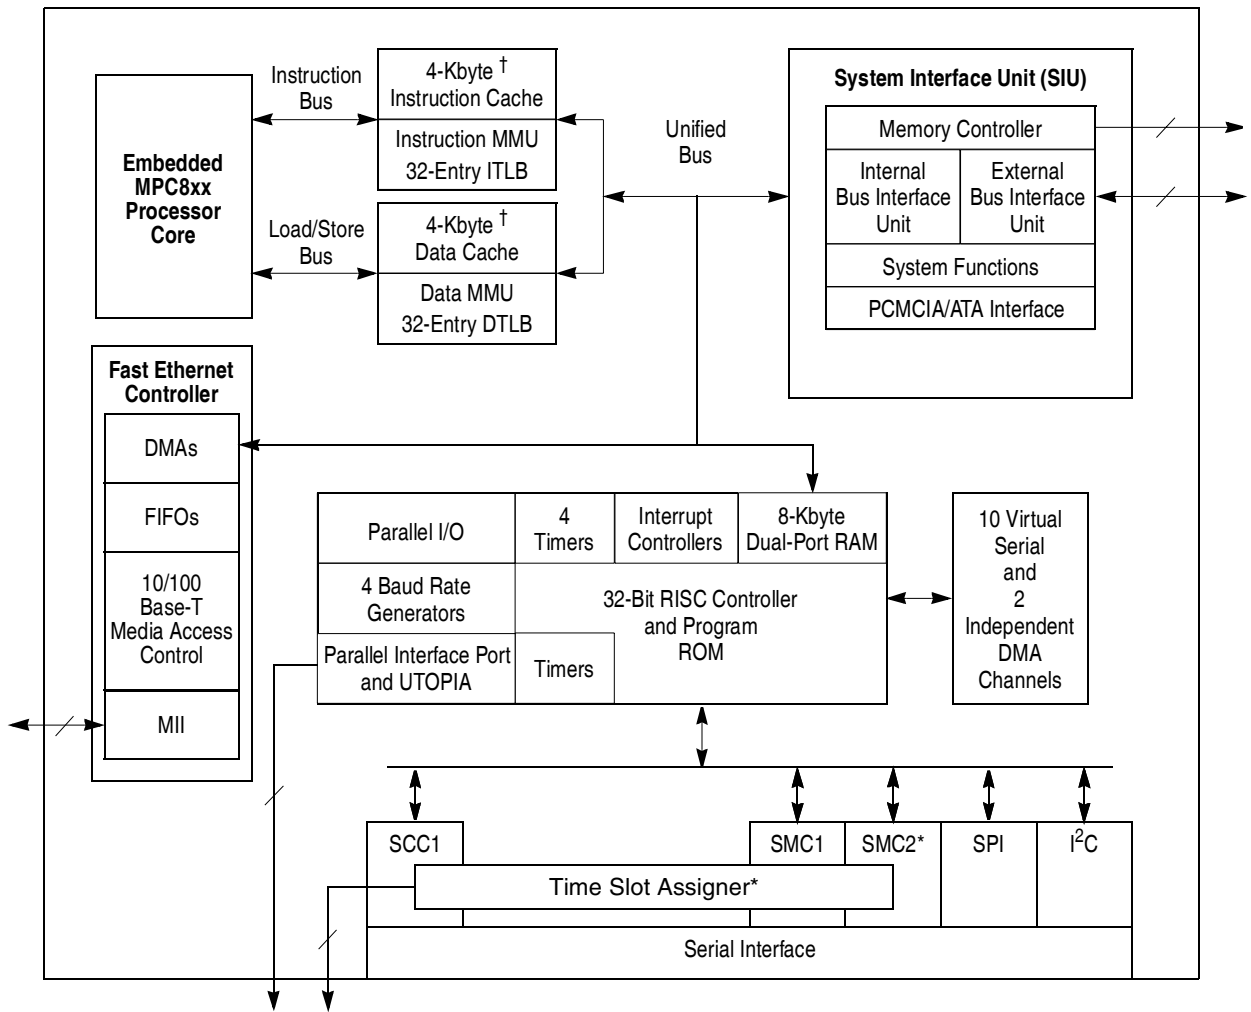 Embedded
MPC8xx
Processor
Core
Instruction
Bus
Load/Store
Bus
4-Kbyte †
Instruction Cache
Instruction MMU
32-Entry ITLB
4-Kbyte †
Data Cache
Data MMU
32-Entry DTLB
Unified
Bus
System Interface Unit (SIU)
Memory Controller
Internal
Bus Interface
Unit
External
Bus Interface
Unit
System Functions
PCMCIA/ATA Interface
Fast Ethernet
Controller
DMAs
FIFOs
10/100
Base-T
Media Access
Control
MII
Parallel I/O
4
Timers
Interrupt
Controllers
8-Kbyte
Dual-Port RAM
4 Baud Rate
Generators
32-Bit RISC Controller
and Program
ROM
Parallel Interface Port
and UTOPIA
Timers
10 Virtual
Serial
and
2
Independent
DMA
Channels
SCC1
SMC1
SMC2*
SPI
I²C
Time Slot Assigner*
Serial Interface